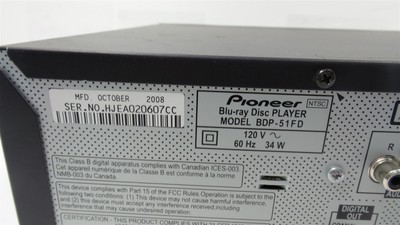 MFD OCTOBER 2008
SER.NO.HJEA020607CC
Pioneer NTSC
Blu-ray Disc PLAYER
MODEL BDP-51FD
120 V ~
60 Hz 34 W
This Class B digital apparatus complies with Canadian ICES-003.
Cet appareil numérique de la Classe B est conforme à la norme
NMB-003 du Canada.
This device complies with Part 15 of the FCC Rules Operation is subject to the
following two conditions: (1) This device may not cause harmful interference,
and (2) this device must accept any interference received, including
interference that may cause undesired operation.
THIS PRODUCT COMPLIES WITH
R
DIGITAL
OUT